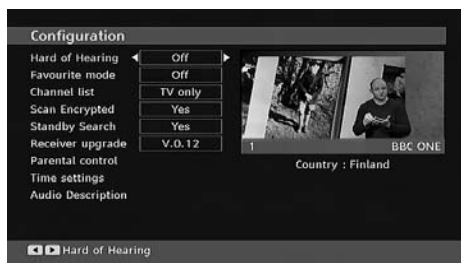 Configuration
Hard of Hearing Off
Favourite mode Off
Channel list TV only
Scan Encrypted Yes
Standby Search Yes
Receiver upgrade V.0.12
Parental control
Time settings
Audio Description
1 BBC ONE
Country : Finland
Hard of Hearing